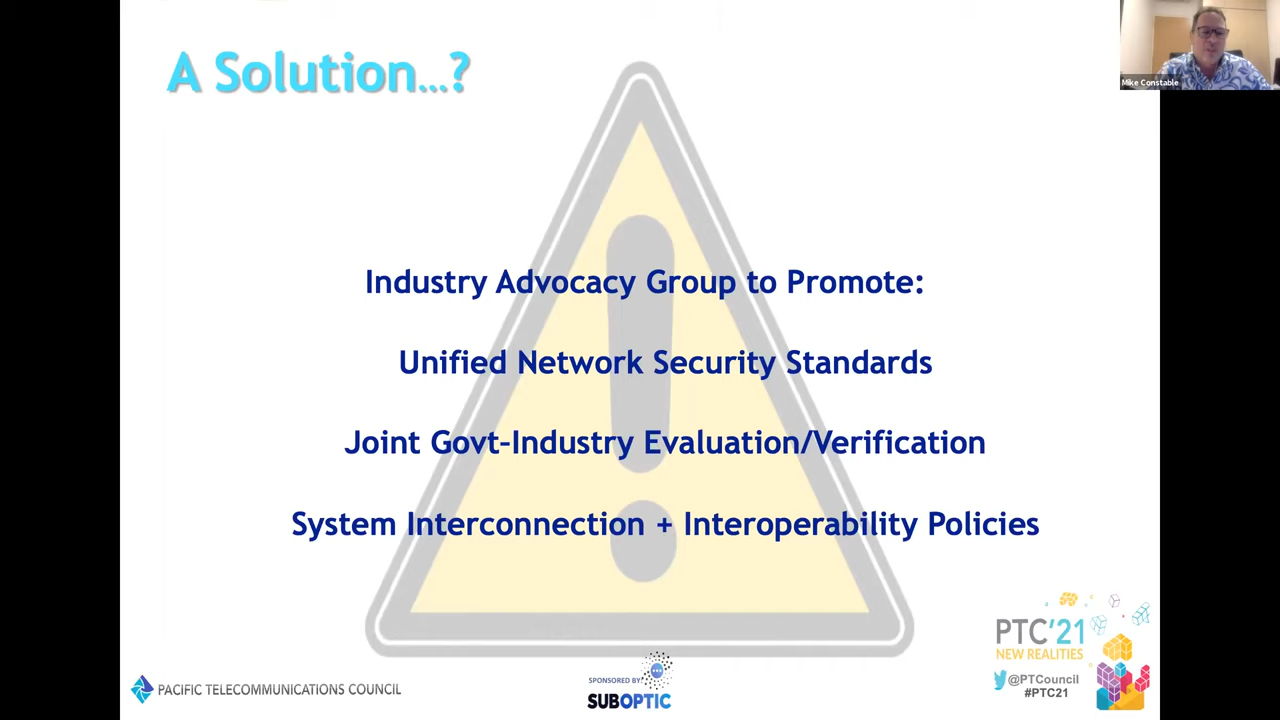 A Solution...?
Mike Constable
Industry Advocacy Group to Promote:
Unified Network Security Standards
Joint Govt-Industry Evaluation/Verification
System Interconnection + Interoperability Policies
PTC'21
NEW REALITIES
@PTCouncil
#PTC21
PACIFIC TELECOMMUNICATIONS COUNCIL
SPONSORED BY:
SUBOPTIC